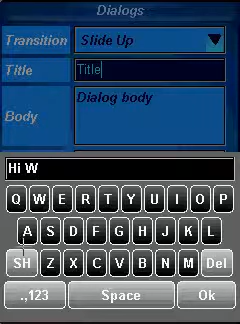 Dialogs
Transition Slide Up
Title Title
Body Dialog body
Hi W
Q W E R T Y U I O P
A S D F G H J K L
SH Z X C V B N M Del
.,123 Space Ok